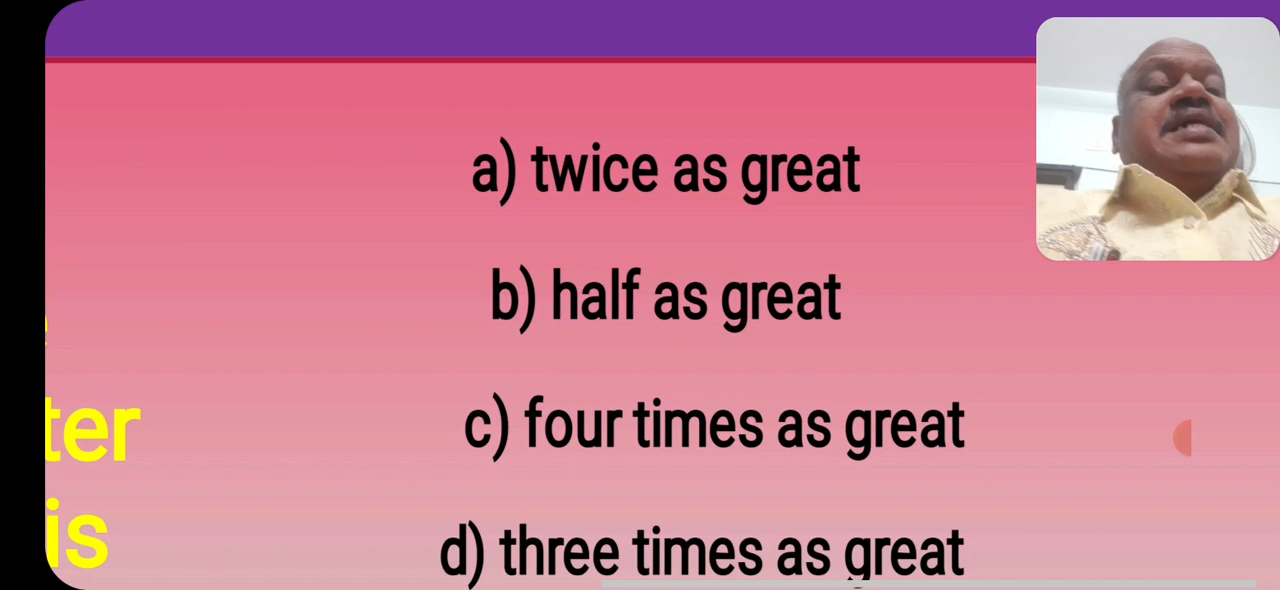 a) twice as great
b) half as great
c) four times as great
ter
is
d) three times as great